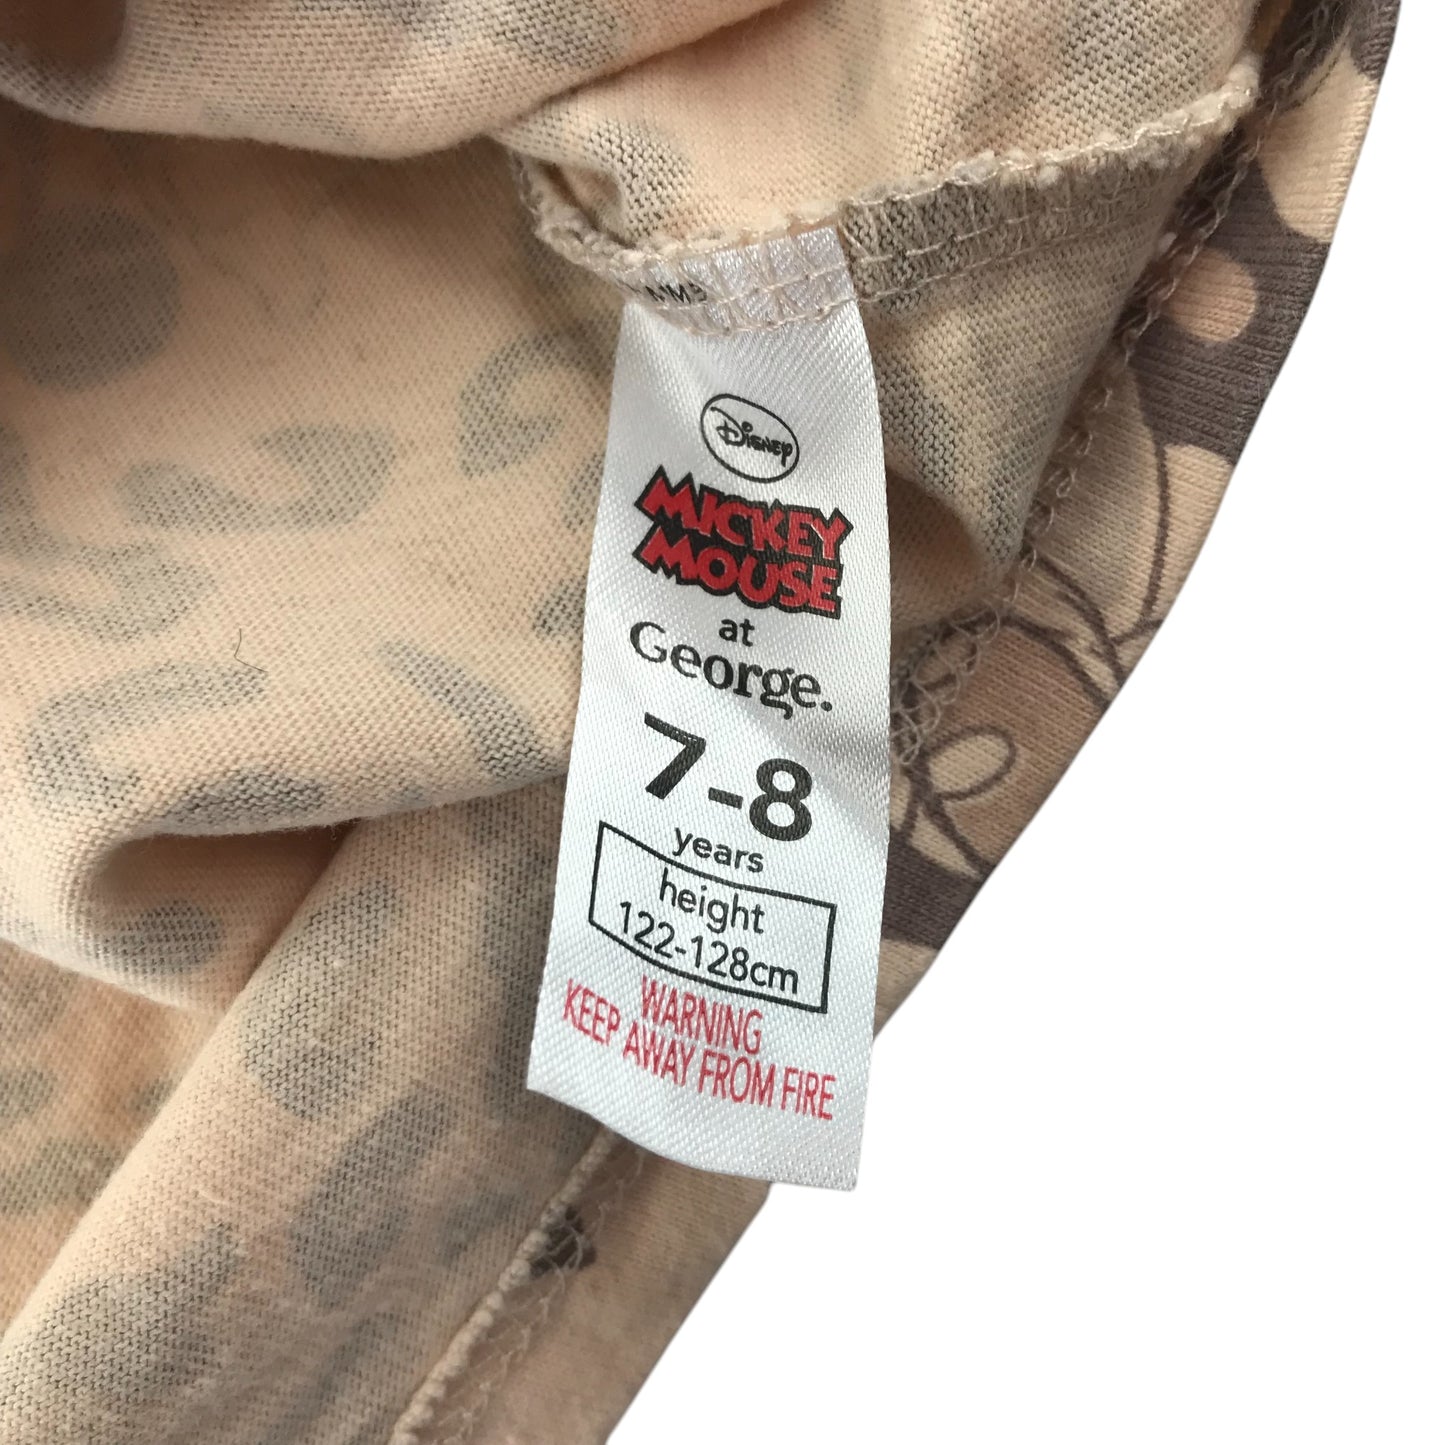 Disney
MICKEY
MOUSE
at
George.
7-8
years
height
122-128cm
WARNING
KEEP AWAY FROM FIRE